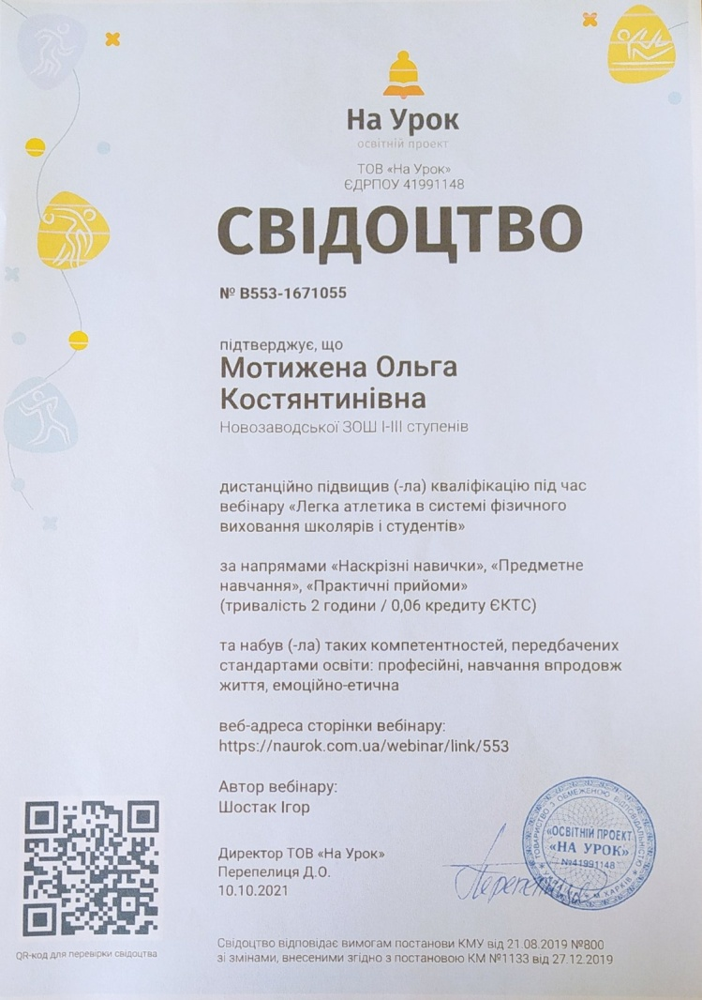 На Урок
освітній проект
ТОВ «На Урок»
ЄДРПОУ 41991148
СВІДОЦТВО
№ В553-1671055
підтверджує, що
Мотижена Ольга
Костянтинівна
Новозаводської ЗОШ І-ІІІ ступенів
дистанційно підвищив (-ла) кваліфікацію під час
вебінару «Легка атлетика в системі фізичного
виховання школярів і студентів»
за напрямами «Наскрізні навички», «Предметне
навчання», «Практичні прийоми»
(тривалість 2 години / 0,06 кредиту ЄКТС)
та набув (-ла) таких компетентностей, передбачених
стандартами освіти: професійні, навчання впродовж
життя, емоційно-етична
веб-адреса сторінки вебінару:
https://naurok.com.ua/webinar/link/553
Автор вебінару:
Шостак Ігор
Директор ТОВ «На Урок»
Перепелиця Д.О.
10.10.2021
ТОВАРИСТВО З ОБМЕЖЕНОЮ ВІДПОВІДАЛЬНІСТЮ
«ОСВІТНІЙ ПРОЕКТ
«НА УРОК»
№41991148
М.ХАРКІВ
QR-код для перевірки свідоцтва
Свідоцтво відповідає вимогам постанови КМУ від 21.08.2019 №800
зі змінами, внесеними згідно з постановою КМ №1133 від 27.12.2019